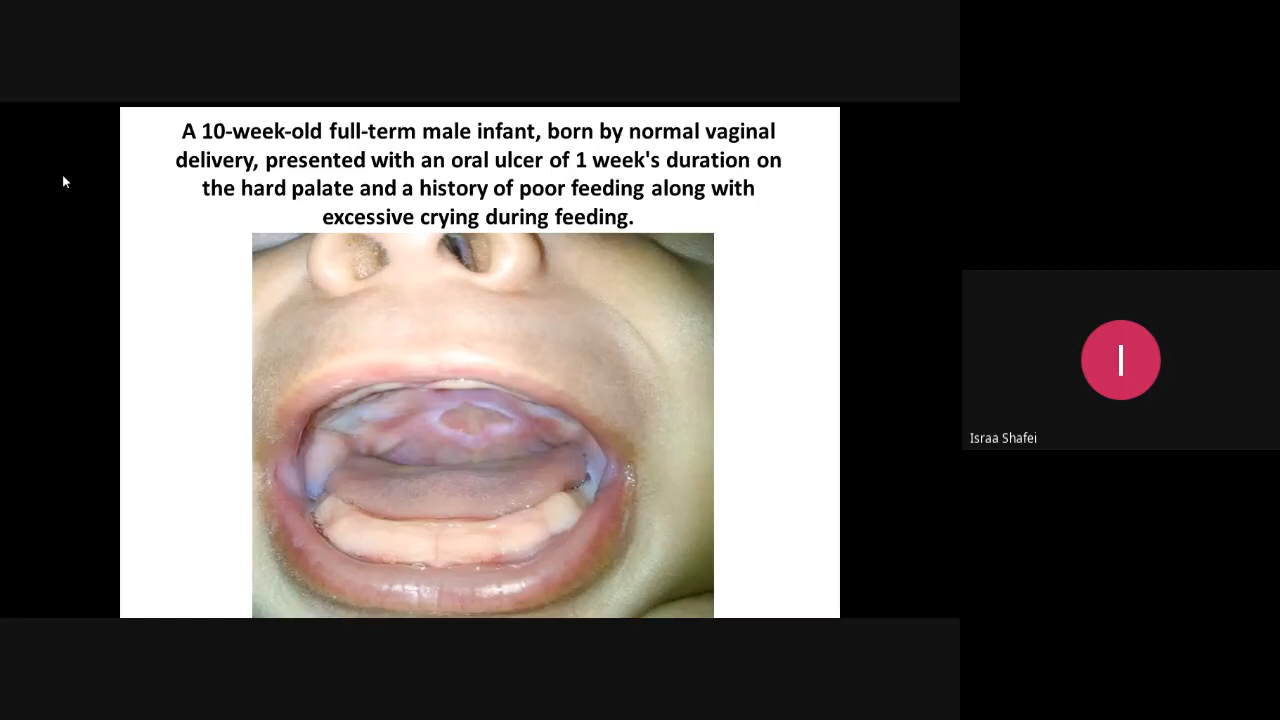 A 10-week-old full-term male infant, born by normal vaginal
delivery, presented with an oral ulcer of 1 week's duration on
the hard palate and a history of poor feeding along with
excessive crying during feeding.
I
Israa Shafei